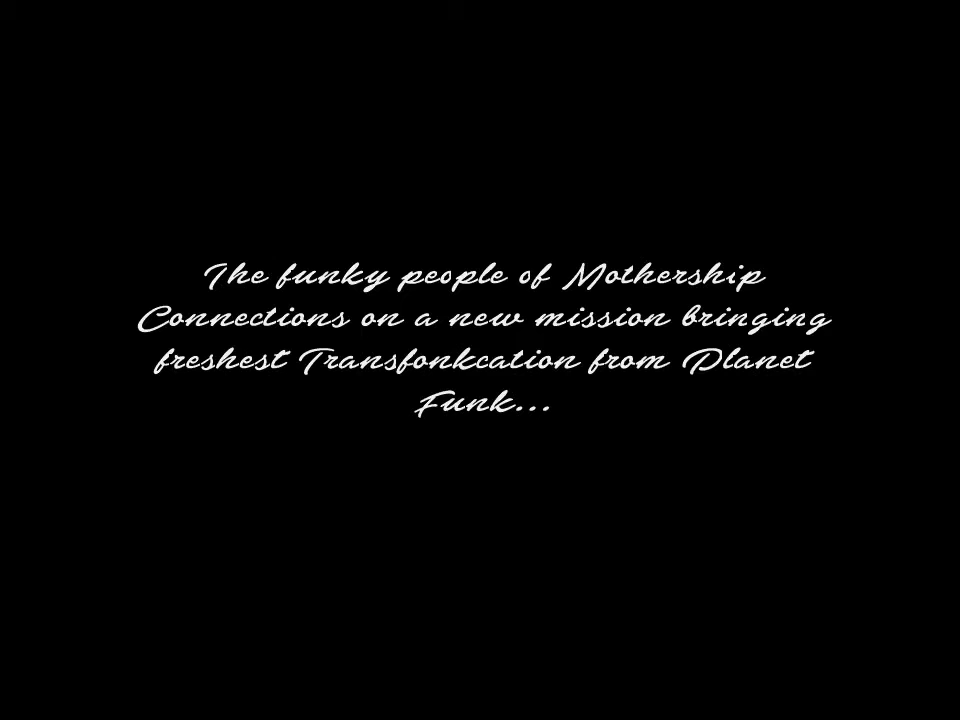 The funky people of Mothership
Connections on a new mission bringing
freshest Transfonkcation from Planet
Funk...